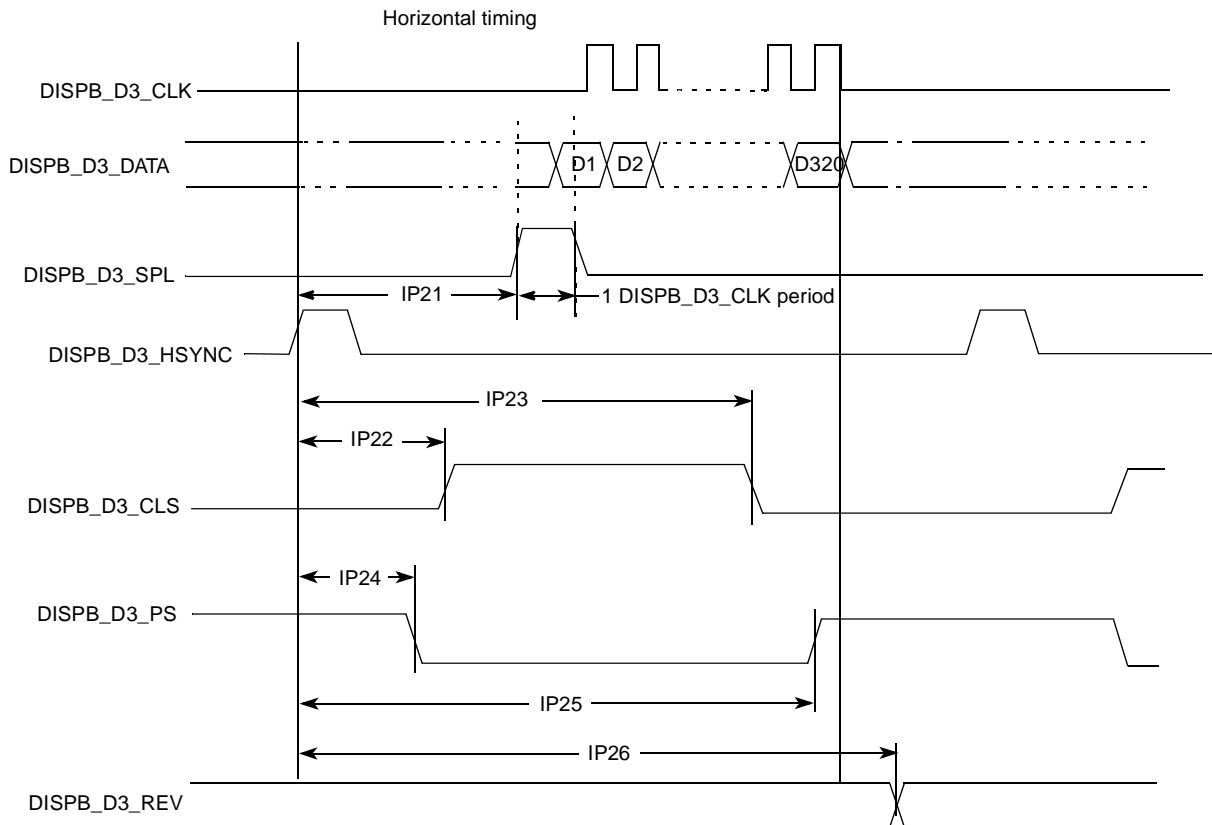 Horizontal timing
DISPB_D3_CLK
DISPB_D3_DATA
D1
D2
D320
DISPB_D3_SPL
IP21
1 DISPB_D3_CLK period
DISPB_D3_HSYNC
IP23
IP22
DISPB_D3_CLS
IP24
DISPB_D3_PS
IP25
IP26
DISPB_D3_REV